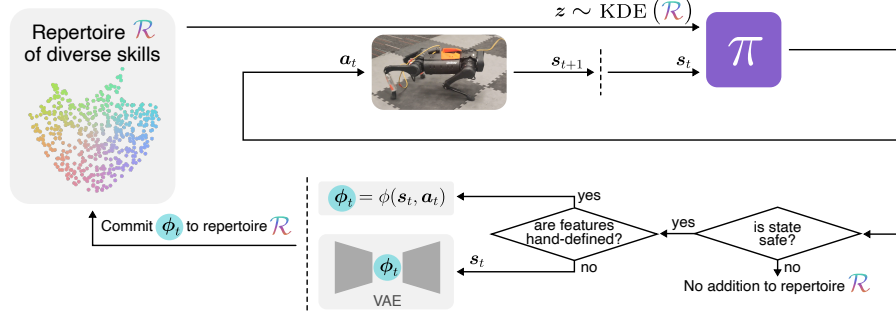 Repertoire ℛ
of diverse skills
z ∼ KDE (ℛ)
a_t
s_{t+1}
s_t
π
ϕ_t = ϕ(s_t, a_t)
yes
are features
hand-defined?
yes
is state
safe?
Commit ϕ_t to repertoire ℛ
s_t
no
no
ϕ_t
VAE
No addition to repertoire ℛ